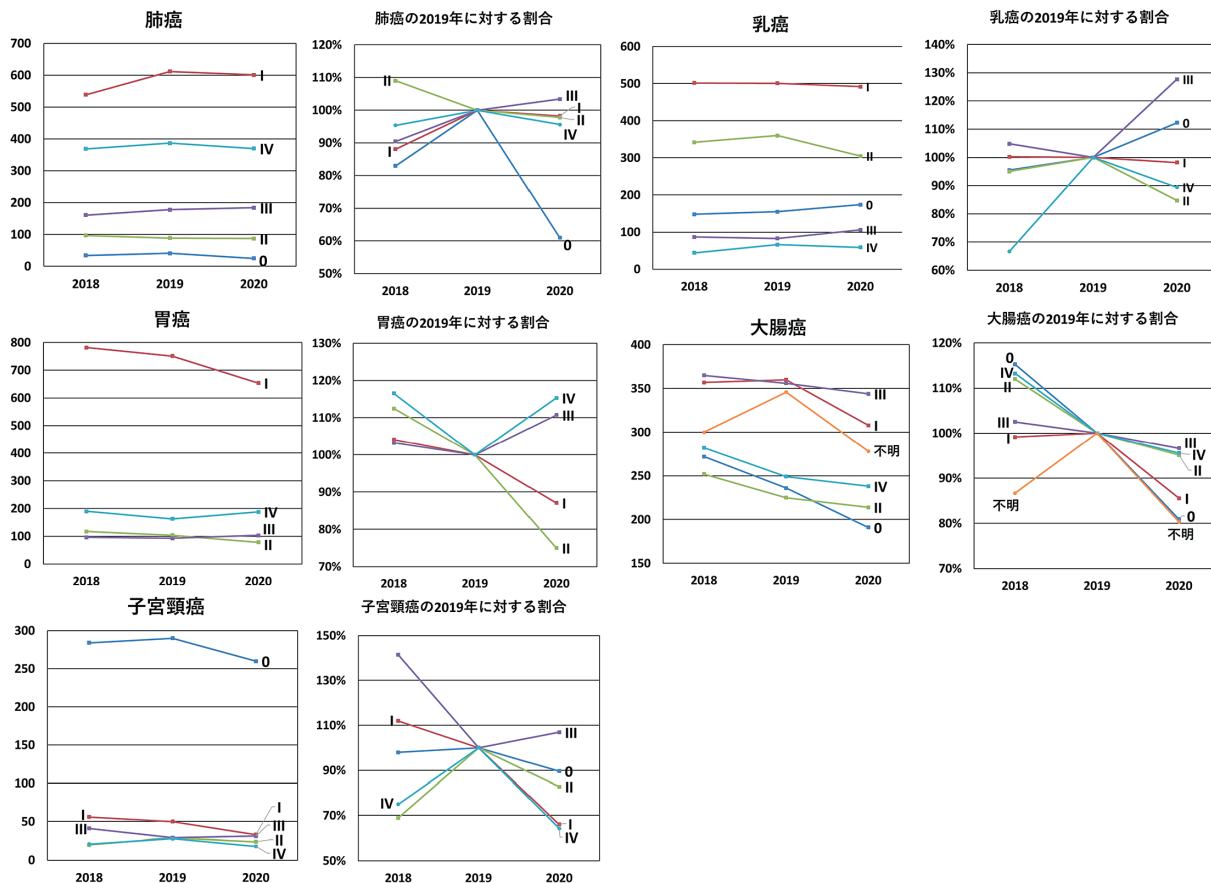 肺癌
700
600
500
400
300
200
100
0
I
IV
III
II
0
2018 2019 2020
肺癌の2019年に対する割合
120%
110%
100%
90%
80%
70%
60%
50%
II
I
III
I
II
IV
0
2018 2019 2020
乳癌
600
500
400
300
200
100
0
I
II
0
III
IV
2018 2019 2020
乳癌の2019年に対する割合
140%
130%
120%
110%
100%
90%
80%
70%
60%
III
0
I
IV
II
2018 2019 2020
胃癌
800
700
600
500
400
300
200
100
0
I
IV
III
II
2018 2019 2020
胃癌の2019年に対する割合
130%
120%
110%
100%
90%
80%
70%
IV
III
I
II
2018 2019 2020
大腸癌
400
350
300
250
200
150
III
I
不明
IV
II
0
2018 2019 2020
大腸癌の2019年に対する割合
120%
110%
100%
90%
80%
70%
0
IV
II
III
I
不明
III
IV
II
I
0
不明
2018 2019 2020
子宮頸癌
300
250
200
150
100
50
0
I
III
0
I
III
II
IV
2018 2019 2020
子宮頸癌の2019年に対する割合
150%
130%
110%
90%
70%
50%
I
IV
III
0
II
I
IV
2018 2019 2020